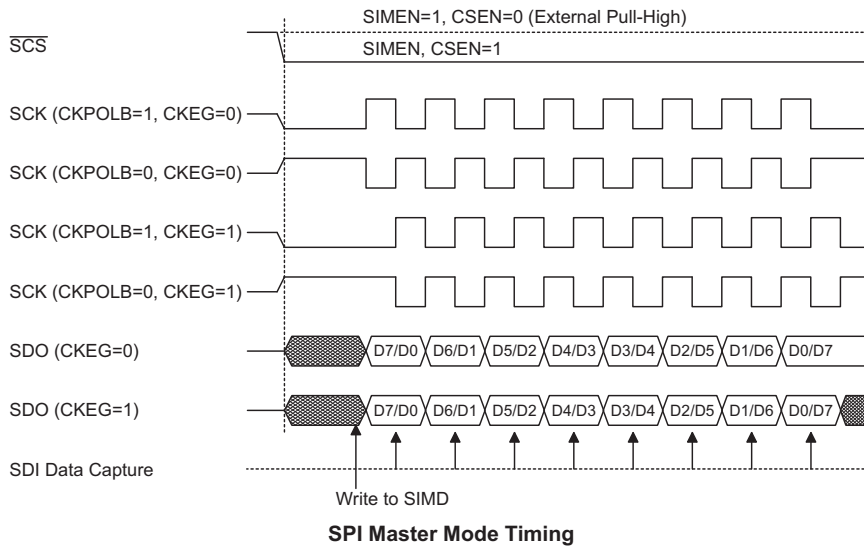 SIMEN=1, CSEN=0 (External Pull-High)
SCS
SIMEN, CSEN=1
SCK (CKPOLB=1, CKEG=0)
SCK (CKPOLB=0, CKEG=0)
SCK (CKPOLB=1, CKEG=1)
SCK (CKPOLB=0, CKEG=1)
SDO (CKEG=0) D7/D0 D6/D1 D5/D2 D4/D3 D3/D4 D2/D5 D1/D6 D0/D7
SDO (CKEG=1) D7/D0 D6/D1 D5/D2 D4/D3 D3/D4 D2/D5 D1/D6 D0/D7
SDI Data Capture
Write to SIMD
SPI Master Mode Timing